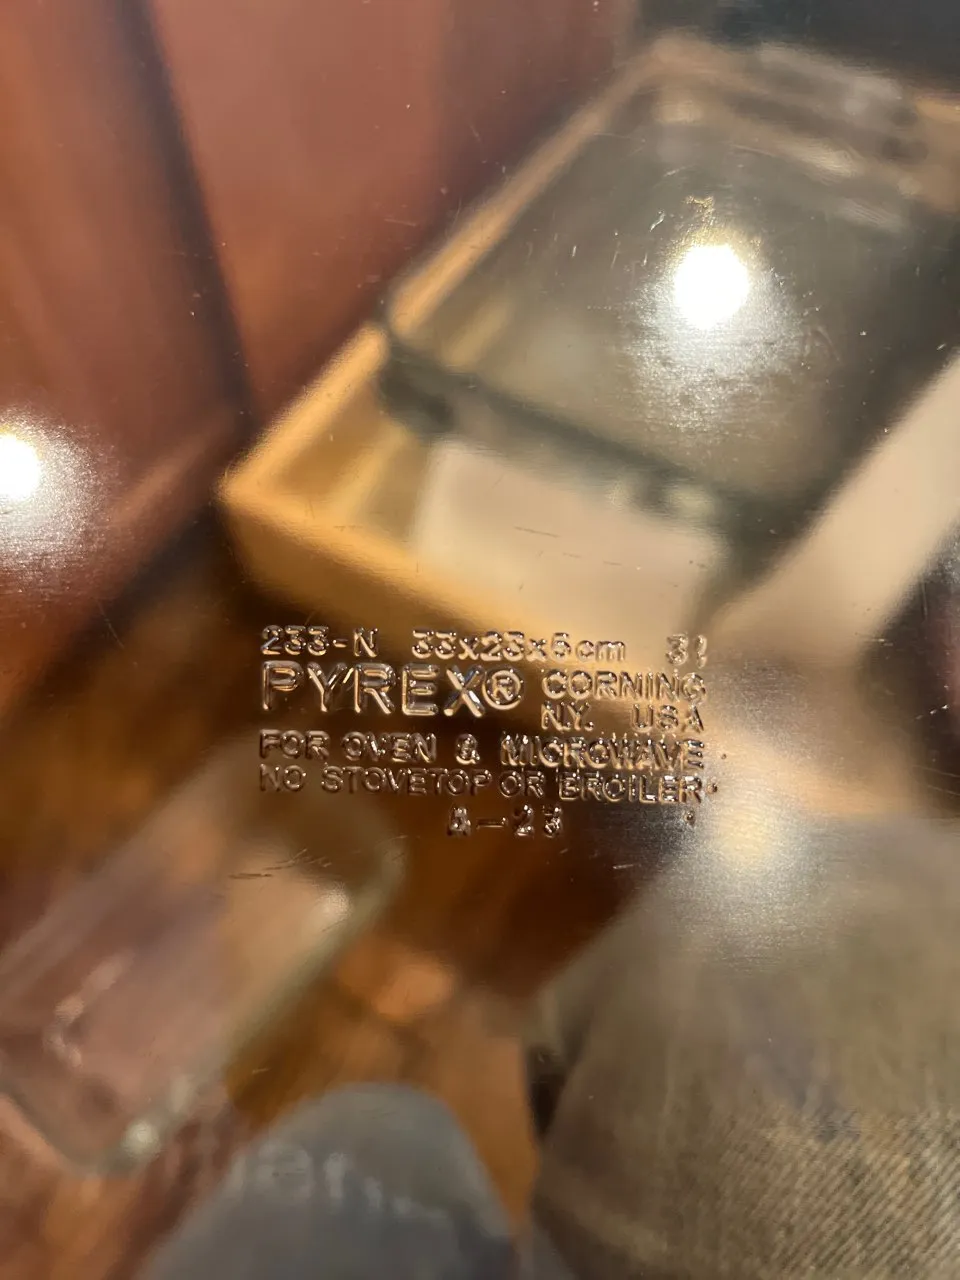 233-N 33x23x5cm 3l
PYREX® CORNING
N.Y. USA
FOR OVEN & MICROWAVE
NO STOVETOP OR BROILER
A-23